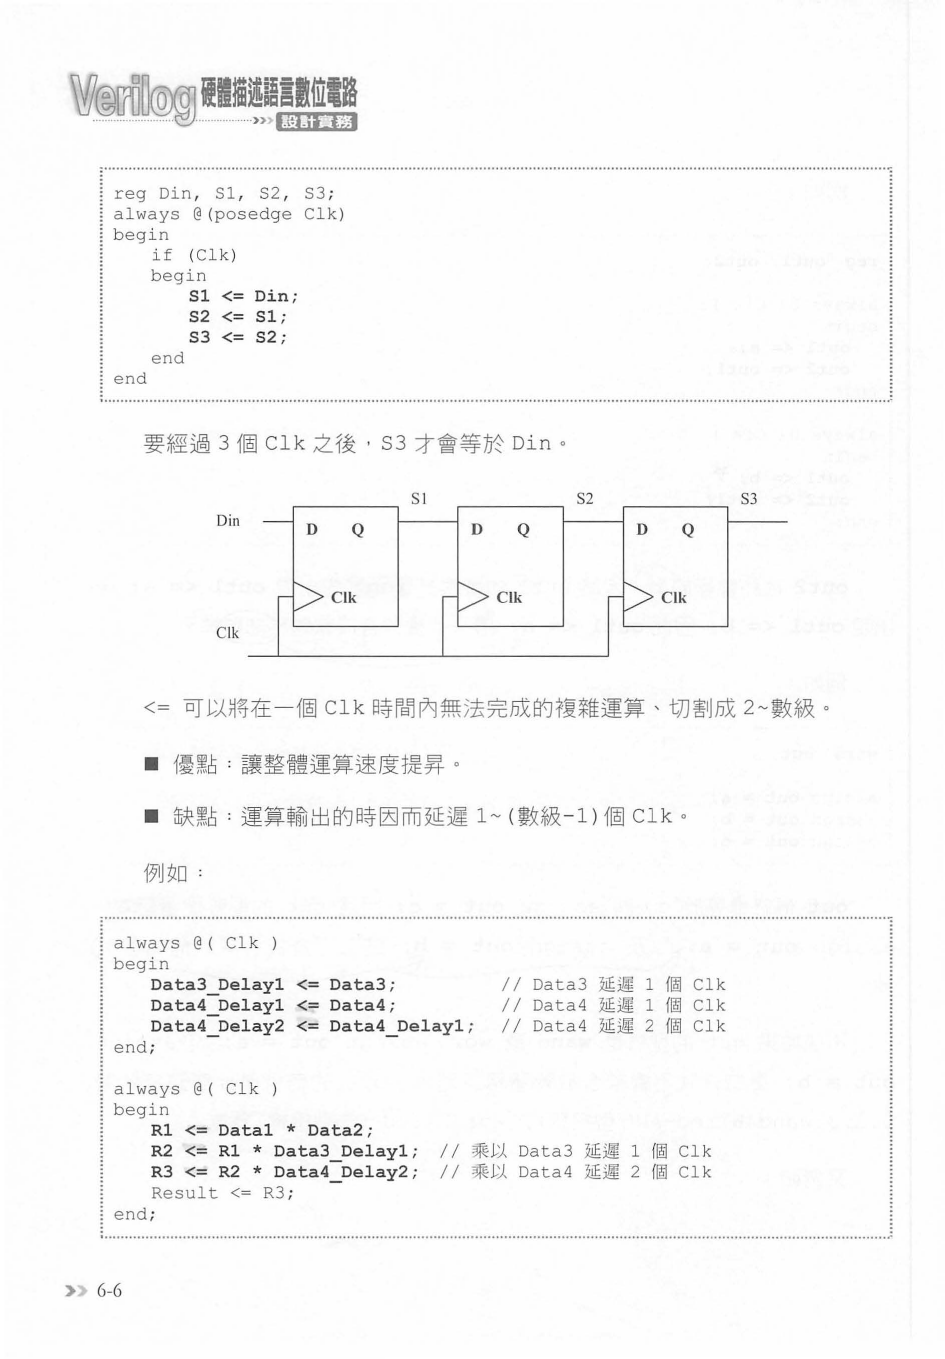 Verilog 硬體描述語言數位電路
>>> 設計實務
reg Din, S1, S2, S3;
always @(posedge Clk)
begin
if (Clk)
begin
S1 <= Din;
S2 <= S1;
S3 <= S2;
end
end
要經過 3 個 Clk 之後，S3 才會等於 Din。
S1 S2 S3
Din
D Q D Q D Q
Clk Clk Clk
Clk
<= 可以將在一個 Clk 時間內無法完成的複雜運算、切割成 2~數級。
■ 優點：讓整體運算速度提昇。
■ 缺點：運算輸出的時因而延遲 1~(數級-1)個 Clk。
例如：
always @( Clk )
begin
Data3_Delay1 <= Data3; // Data3 延遲 1 個 Clk
Data4_Delay1 <= Data4; // Data4 延遲 1 個 Clk
Data4_Delay2 <= Data4_Delay1; // Data4 延遲 2 個 Clk
end;
always @( Clk )
begin
R1 <= Data1 * Data2;
R2 <= R1 * Data3_Delay1; // 乘以 Data3 延遲 1 個 Clk
R3 <= R2 * Data4_Delay2; // 乘以 Data4 延遲 2 個 Clk
Result <= R3;
end;
>> 6-6